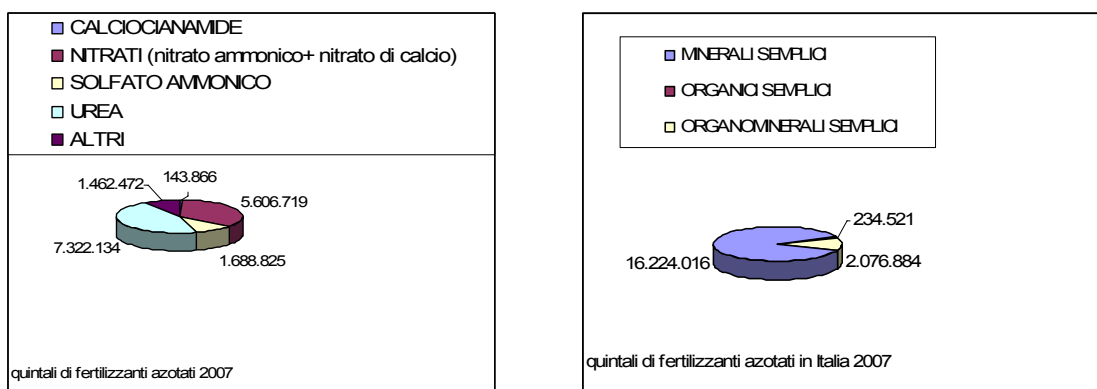 CALCIOCIANAMIDE
NITRATI (nitrato ammonico+ nitrato di calcio)
SOLFATO AMMONICO
UREA
ALTRI
1.462.472
143.866
5.606.719
7.322.134
1.688.825
quintali di fertilizzanti azotati 2007
MINERALI SEMPLICI
ORGANICI SEMPLICI
ORGANOMINERALI SEMPLICI
234.521
16.224.016
2.076.884
quintali di fertilizzanti azotati in Italia 2007